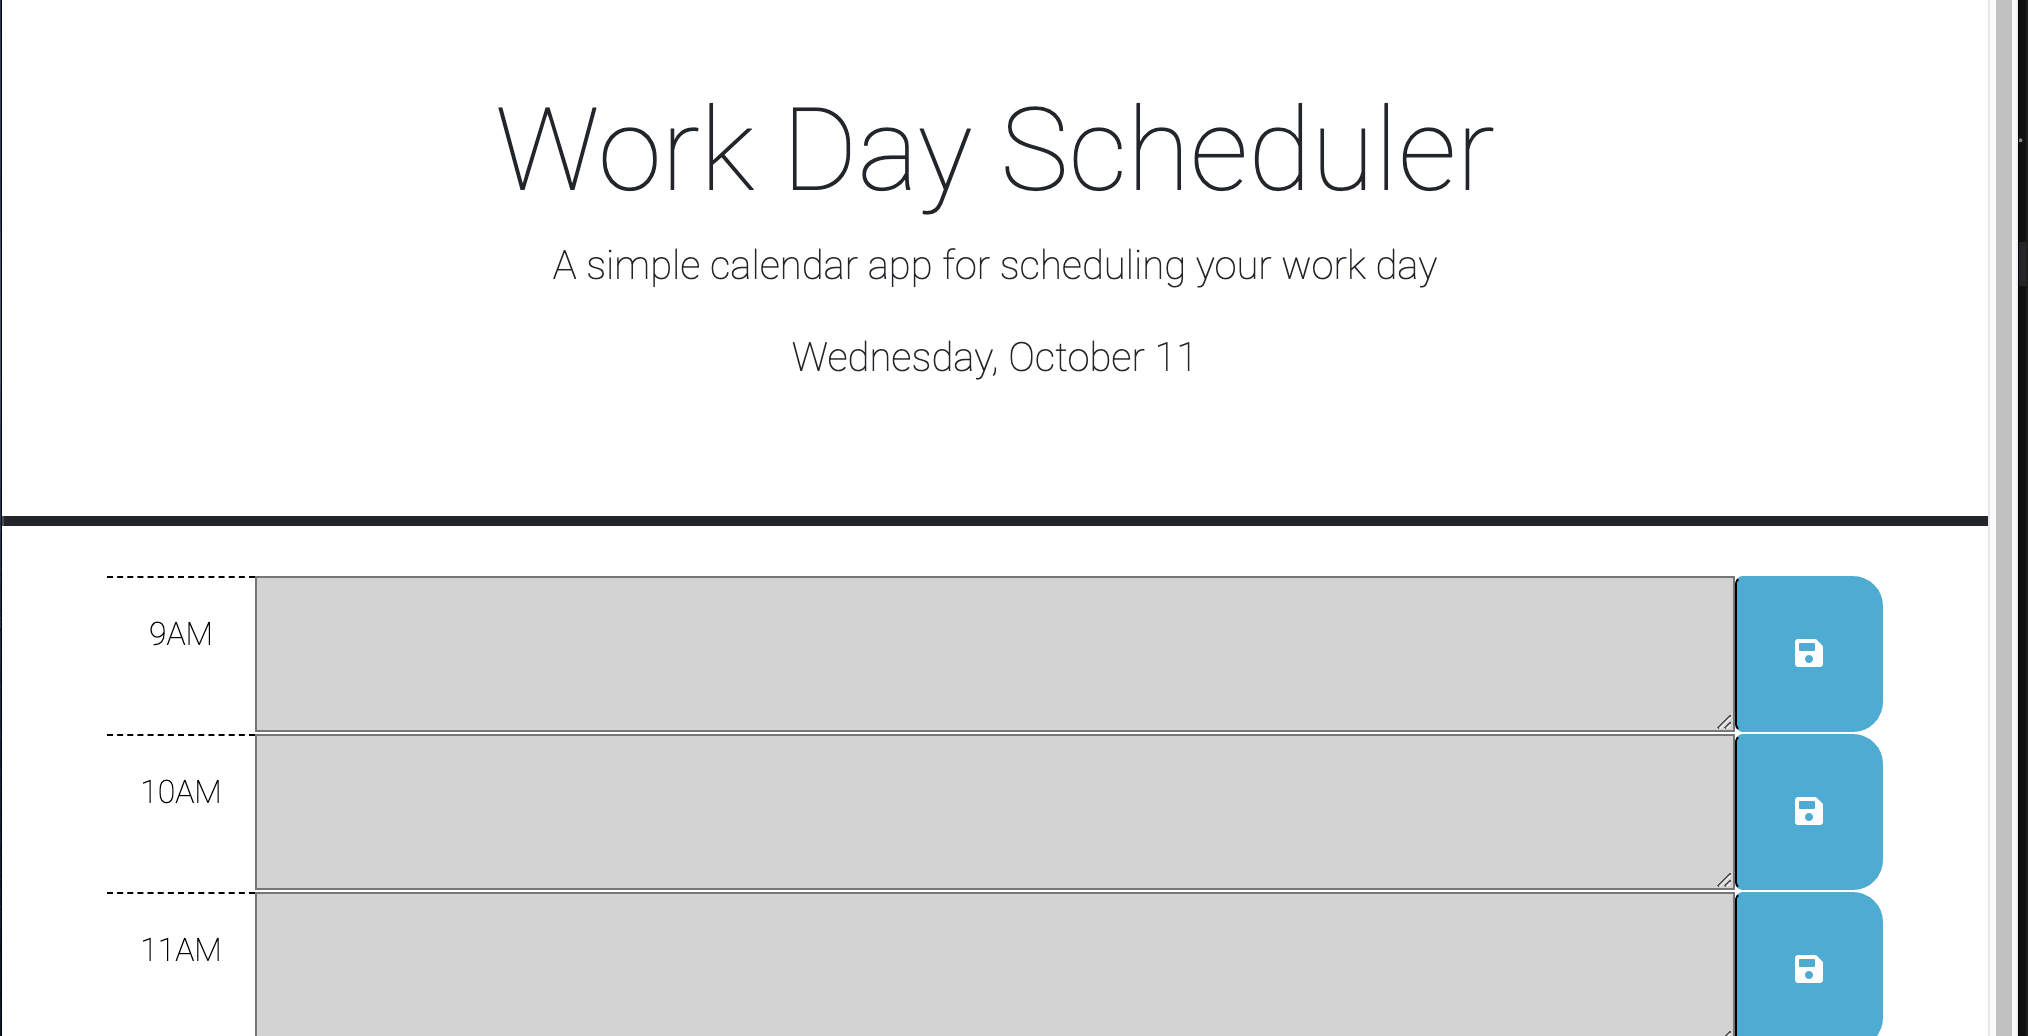 Work Day Scheduler
A simple calendar app for scheduling your work day
Wednesday, October 11
9AM
10AM
11AM